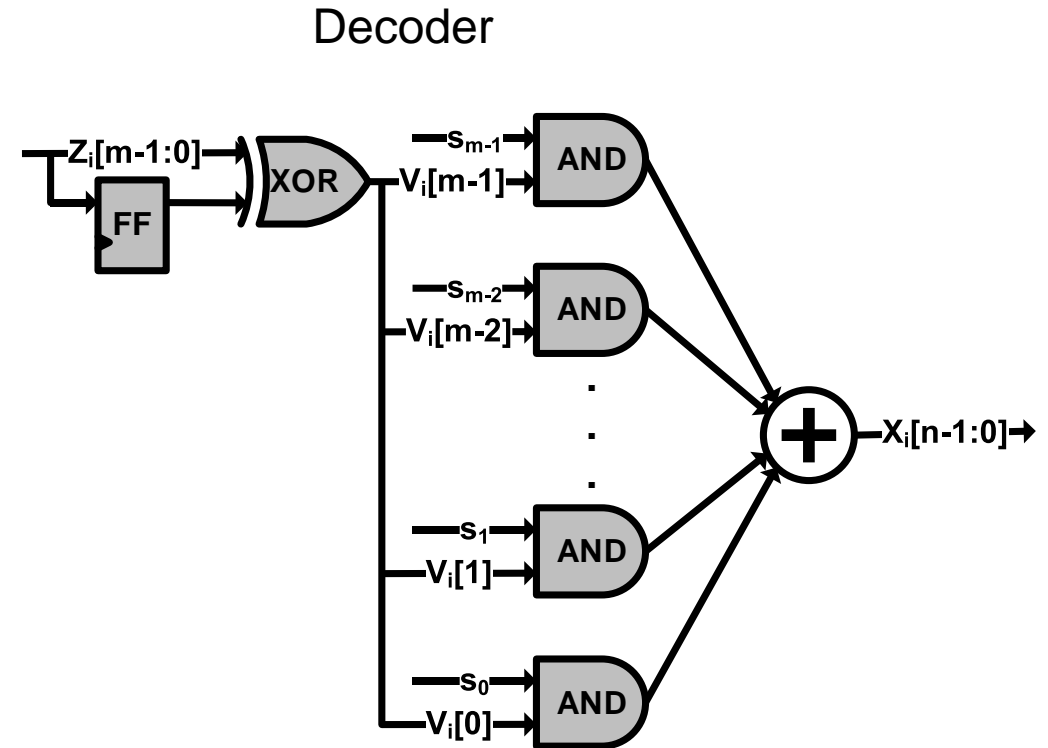 Decoder
Zᵢ[m-1:0]
FF
XOR
sₘ₋₁
Vᵢ[m-1]
AND
sₘ₋₂
Vᵢ[m-2]
AND
.
.
.
+
Xᵢ[n-1:0]
s₁
Vᵢ[1]
AND
s₀
Vᵢ[0]
AND